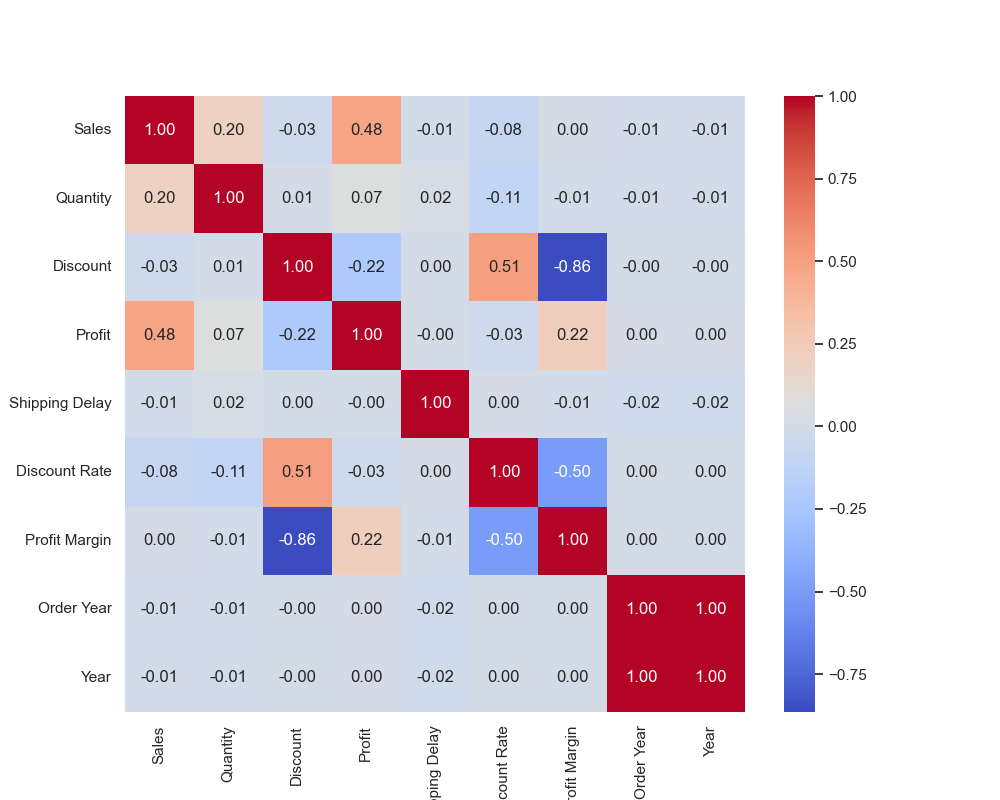 Sales 1.00 0.20 -0.03 0.48 -0.01 -0.08 0.00 -0.01 -0.01
Quantity 0.20 1.00 0.01 0.07 0.02 -0.11 -0.01 -0.01 -0.01
Discount -0.03 0.01 1.00 -0.22 0.00 0.51 -0.86 -0.00 -0.00
Profit 0.48 0.07 -0.22 1.00 -0.00 -0.03 0.22 0.00 0.00
Shipping Delay -0.01 0.02 0.00 -0.00 1.00 0.00 -0.01 -0.02 -0.02
Discount Rate -0.08 -0.11 0.51 -0.03 0.00 1.00 -0.50 0.00 0.00
Profit Margin 0.00 -0.01 -0.86 0.22 -0.01 -0.50 1.00 0.00 0.00
Order Year -0.01 -0.01 -0.00 0.00 -0.02 0.00 0.00 1.00 1.00
Year -0.01 -0.01 -0.00 0.00 -0.02 0.00 0.00 1.00 1.00
Sales
Quantity
Discount
Profit
pping Delay
count Rate
ofit Margin
Order Year
Year
1.00
0.75
0.50
0.25
0.00
−0.25
−0.50
−0.75